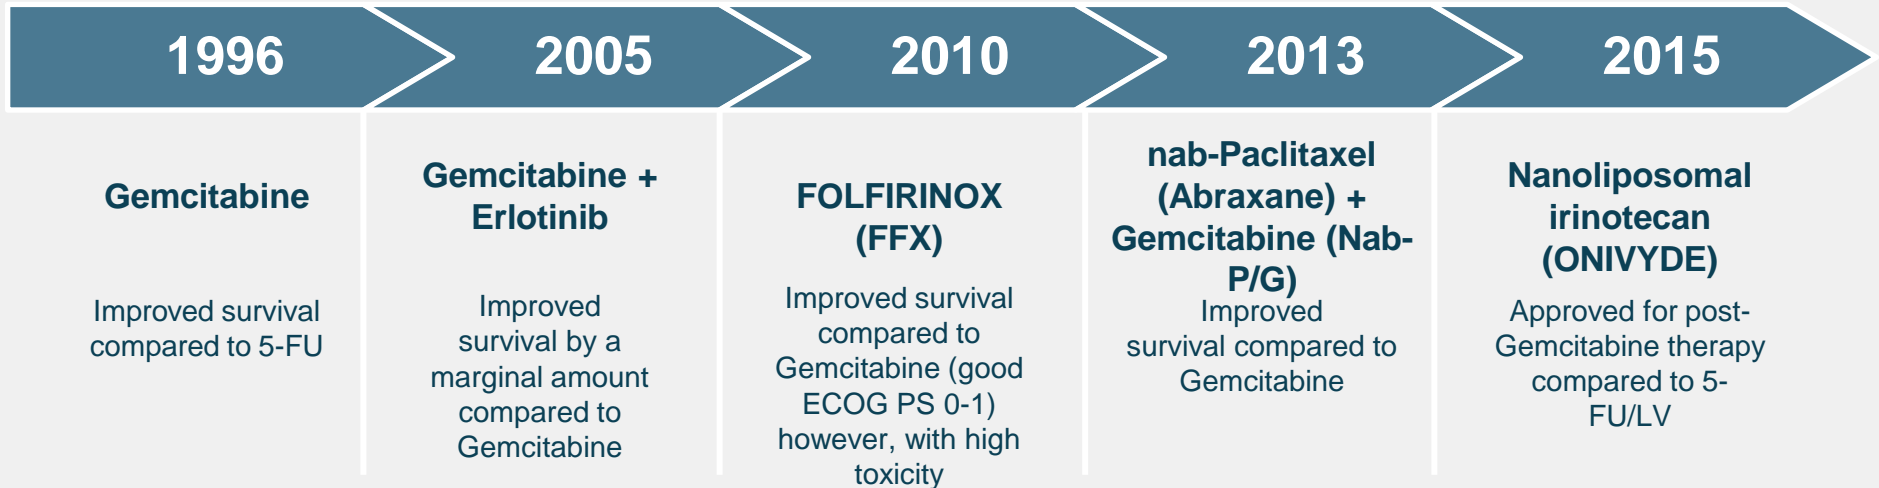 1996
2005
2010
2013
2015
Gemcitabine
Improved survival
compared to 5-FU
Gemcitabine +
Erlotinib
Improved
survival by a
marginal amount
compared to
Gemcitabine
FOLFIRINOX
(FFX)
Improved survival
compared to
Gemcitabine (good
ECOG PS 0-1)
however, with high
toxicity
nab-Paclitaxel
(Abraxane) +
Gemcitabine (Nab-
P/G)
Improved
survival compared to
Gemcitabine
Nanoliposomal
irinotecan
(ONIVYDE)
Approved for post-
Gemcitabine therapy
compared to 5-
FU/LV